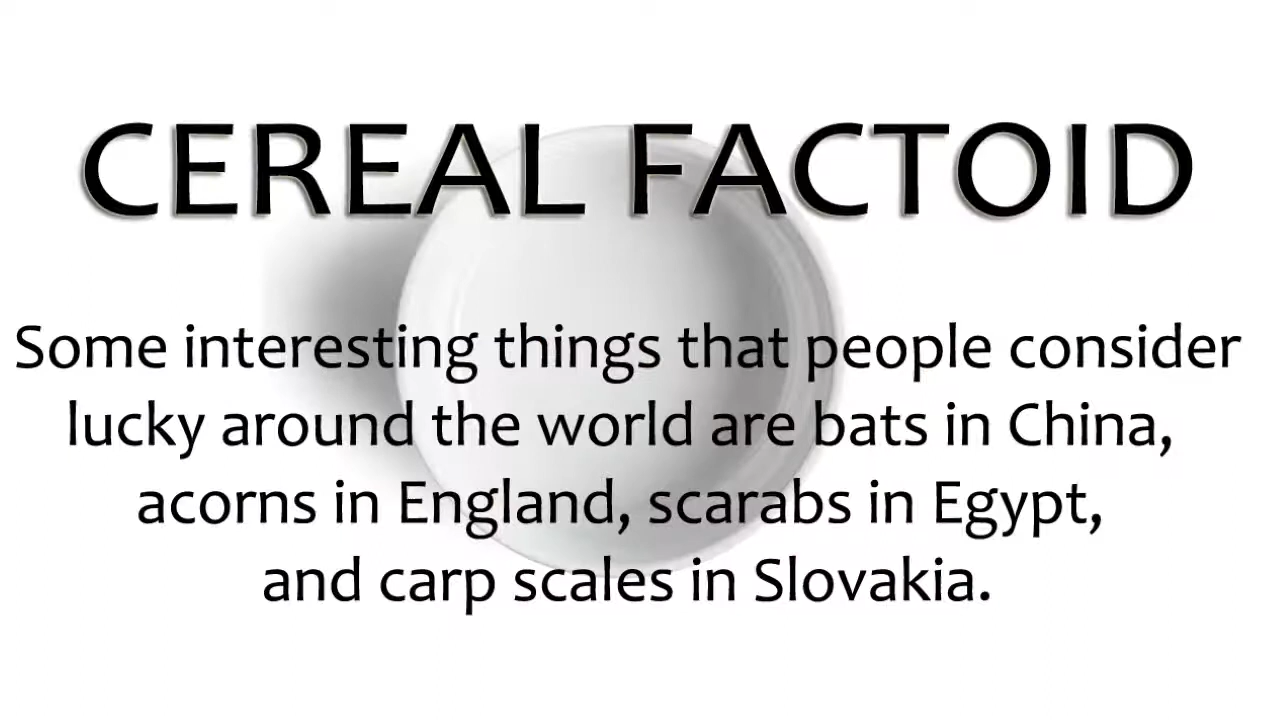 CEREAL FACTOID
Some interesting things that people consider
lucky around the world are bats in China,
acorns in England, scarabs in Egypt,
and carp scales in Slovakia.